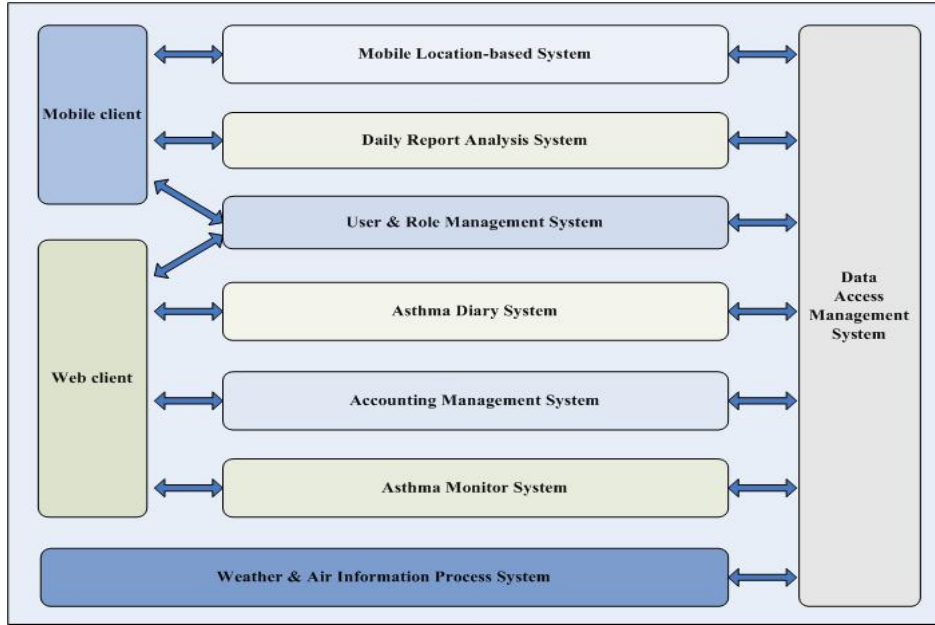 Mobile client
Mobile Location-based System
Daily Report Analysis System
User & Role Management System
Web client
Asthma Diary System
Accounting Management System
Asthma Monitor System
Weather & Air Information Process System
Data
Access
Management
System